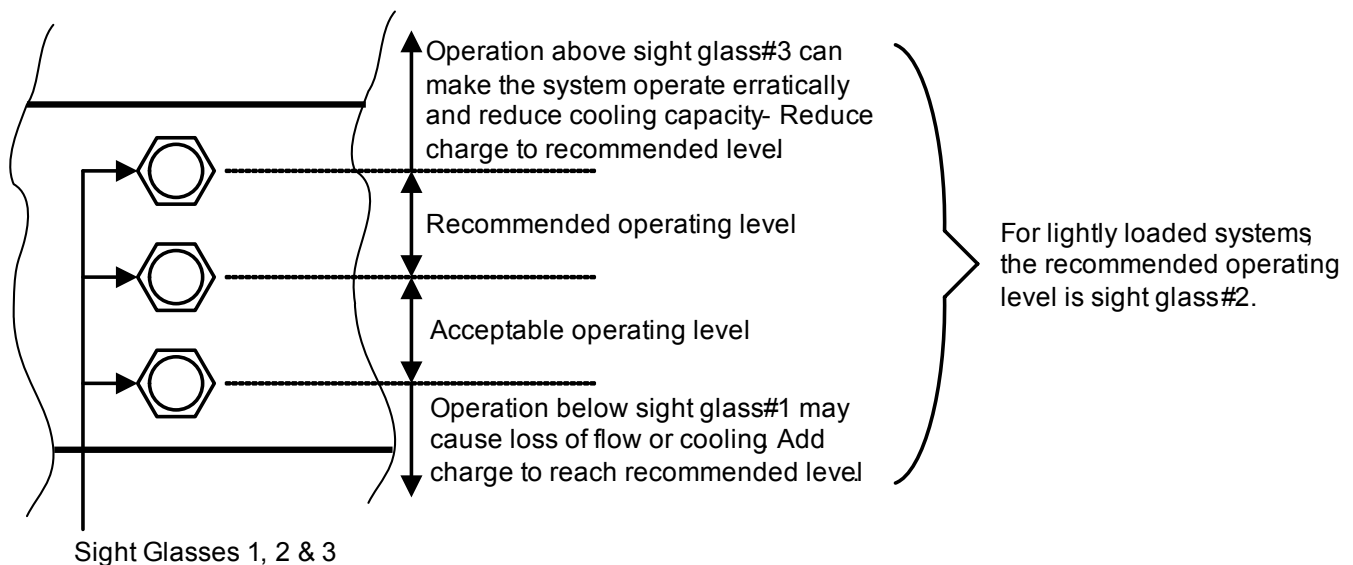 Operation above sight glass#3 can
make the system operate erratically
and reduce cooling capacity- Reduce
charge to recommended level.
Recommended operating level
Acceptable operating level
Operation below sight glass#1 may
cause loss of flow or cooling. Add
charge to reach recommended level.
For lightly loaded systems,
the recommended operating
level is sight glass#2.
Sight Glasses 1, 2 & 3